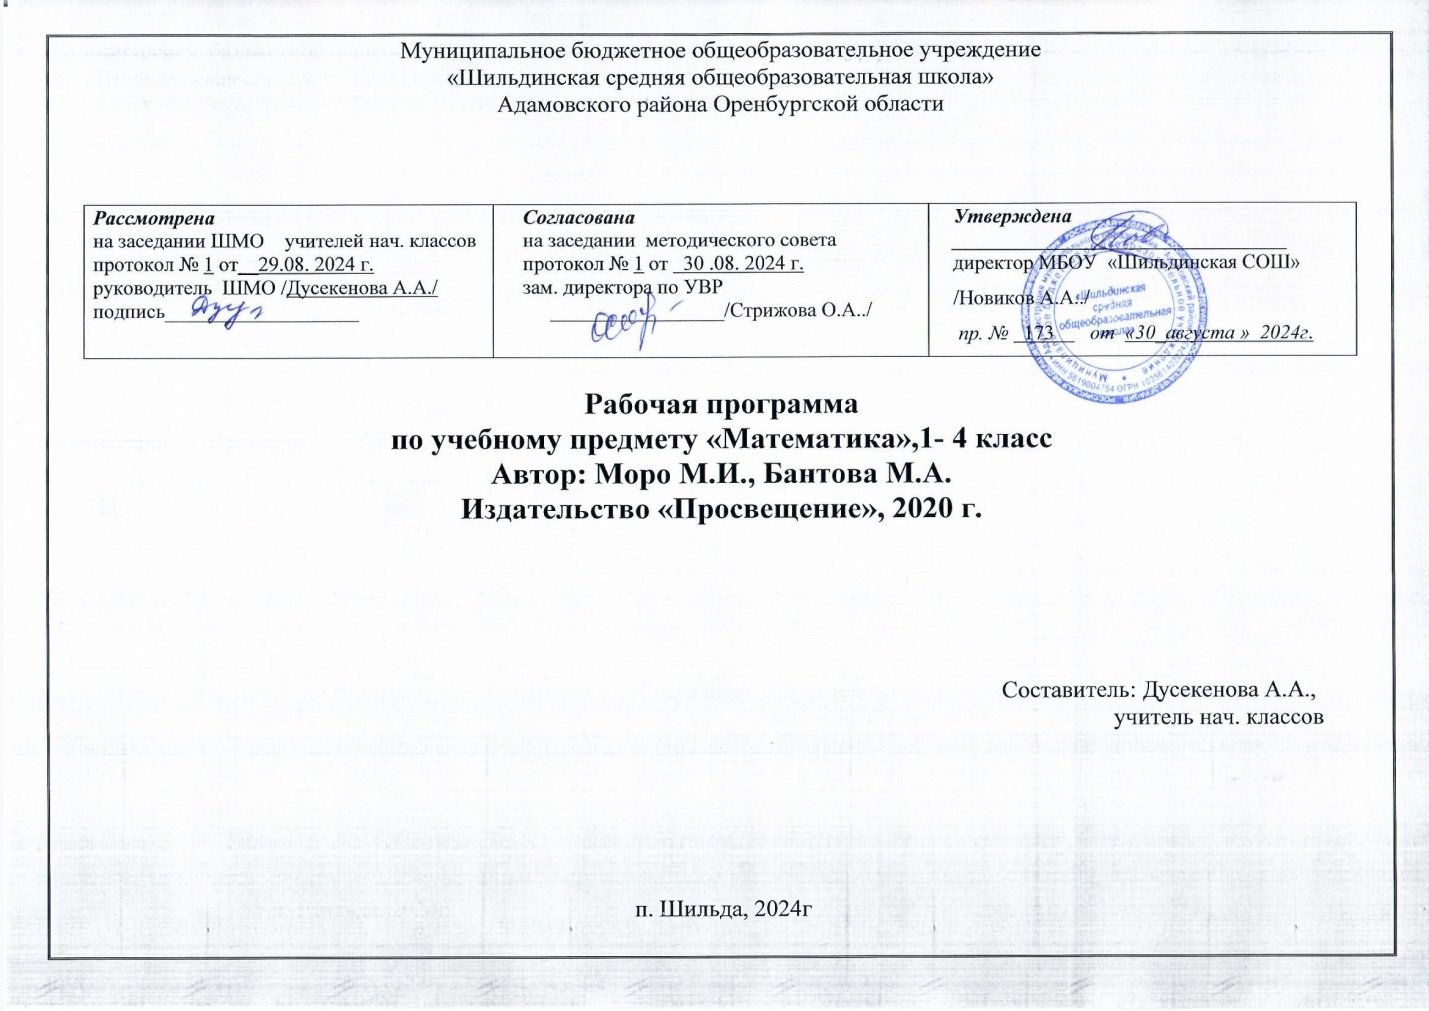 Муниципальное бюджетное общеобразовательное учреждение
«Шильдинская средняя общеобразовательная школа»
Адамовского района Оренбургской области
Рассмотрена
на заседании ШМО учителей нач. классов
протокол № 1 от 29.08. 2024 г.
руководитель ШМО /Дусекенова А.А./
подпись
Согласована
на заседании методического совета
протокол № 1 от 30 .08. 2024 г.
зам. директора по УВР
/Стрижова О.А../
Утверждена
директор МБОУ «Шильдинская СОШ»
/Новиков А.А../
пр. № 173 от «30 августа » 2024г.
«Шильдинская
средняя
общеобразовательная
школа»
Рабочая программа
по учебному предмету «Математика»,1- 4 класс
Автор: Моро М.И., Бантова М.А.
Издательство «Просвещение», 2020 г.
Составитель: Дусекенова А.А.,
учитель нач. классов
п. Шильда, 2024г